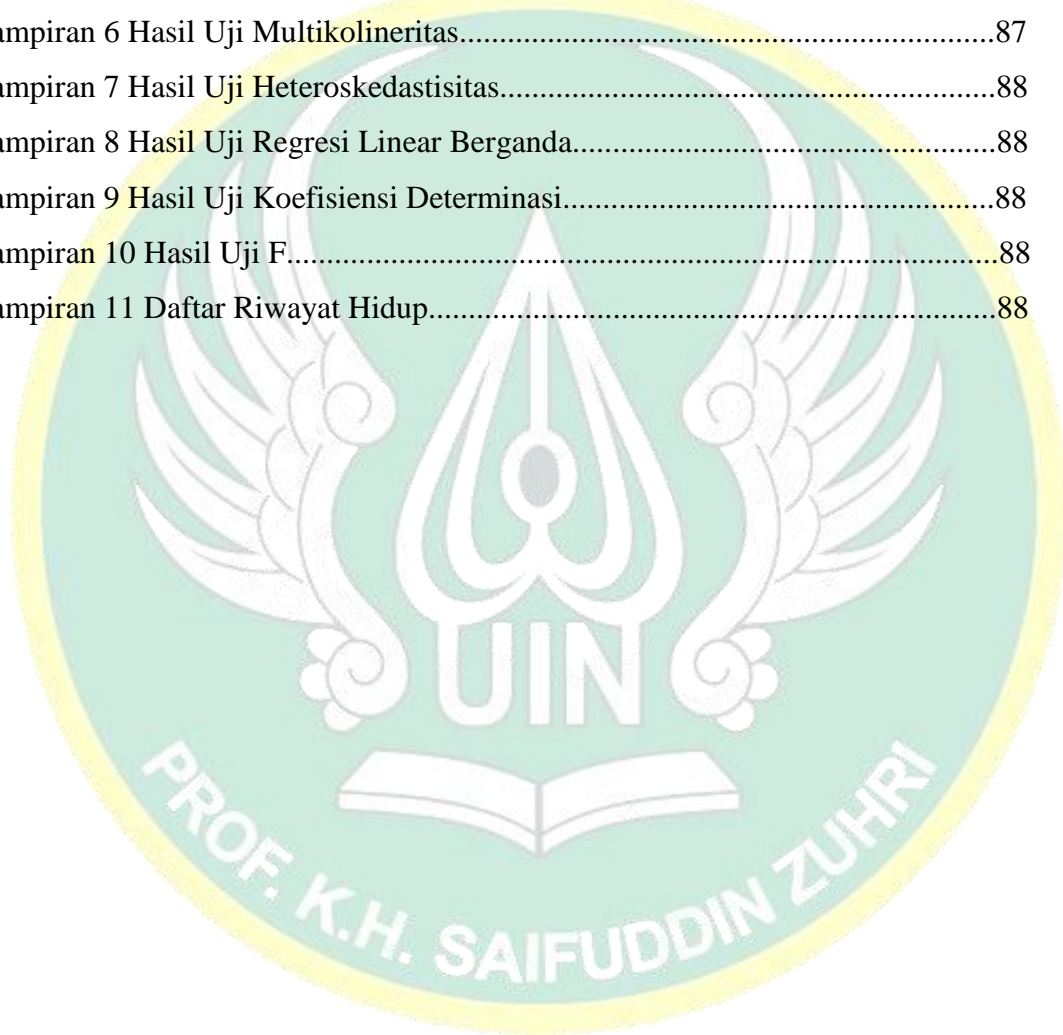 ampiran 6 Hasil Uji Multikolineritas....................................................................87
ampiran 7 Hasil Uji Heteroskedastisitas...............................................................88
ampiran 8 Hasil Uji Regresi Linear Berganda......................................................88
ampiran 9 Hasil Uji Koefisiensi Determinasi.......................................................88
ampiran 10 Hasil Uji F..........................................................................................88
ampiran 11 Daftar Riwayat Hidup........................................................................88
UIN
PROF. K.H. SAIFUDDIN ZUHRI